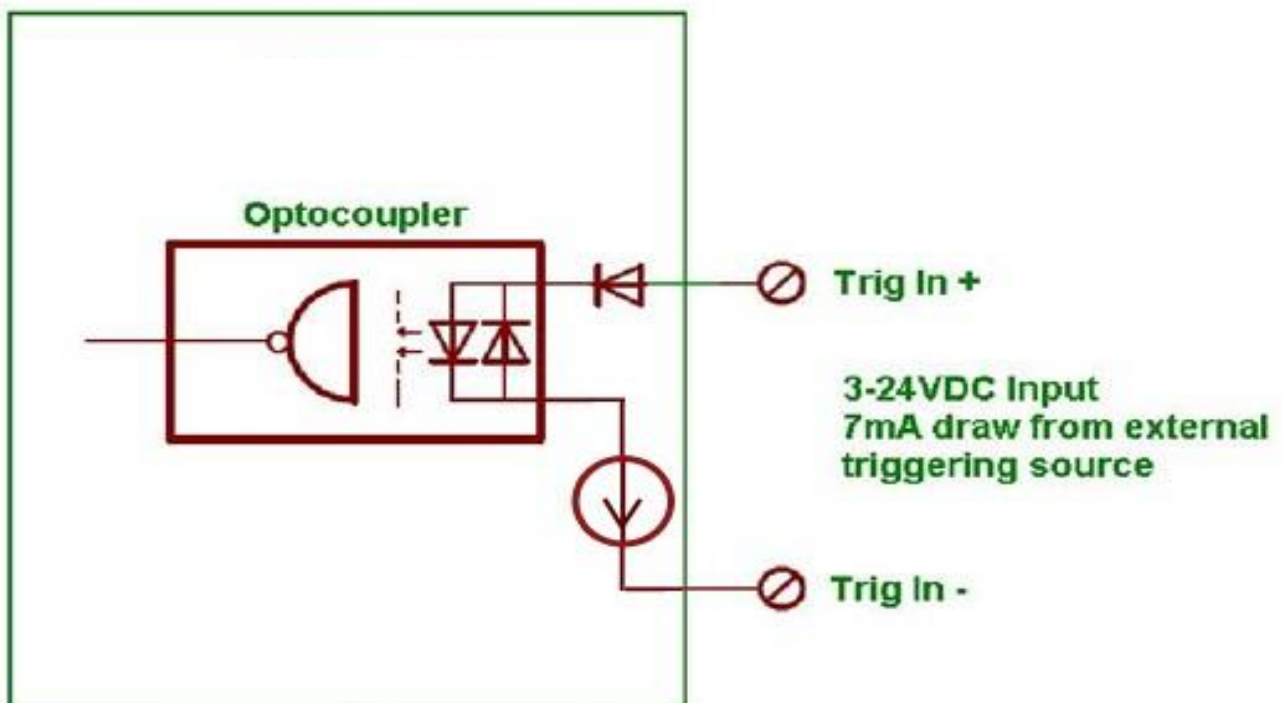 Optocoupler
Trig In +
3-24VDC Input
7mA draw from external
triggering source
Trig In -